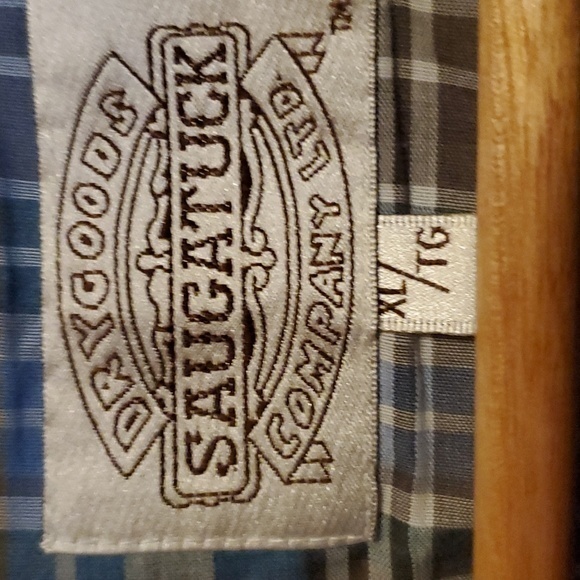 DRYGOODS
SAUGATUCK
COMPANY LTD
TM
XL/TG